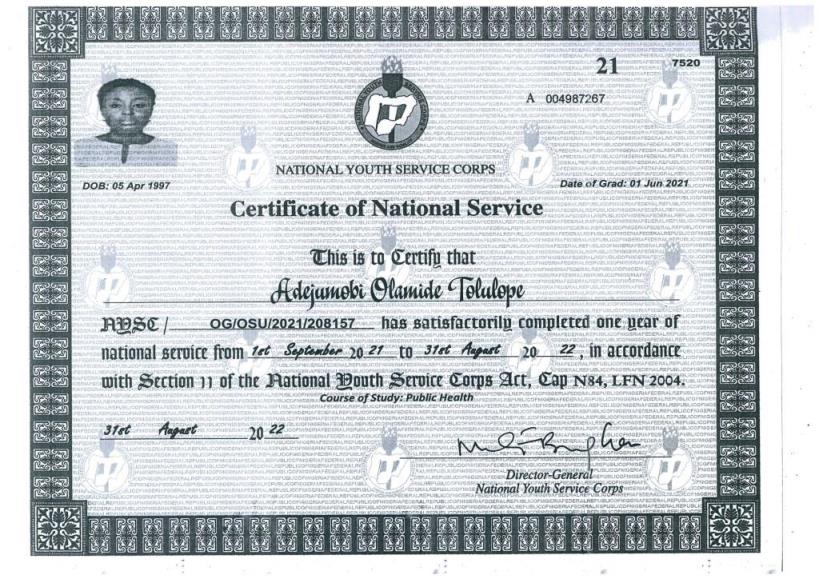 21 7520
A 004987267
NATIONAL YOUTH SERVICE CORPS
DOB: 05 Apr 1997 Date of Grad: 01 Jun 2021
Certificate of National Service
This is to Certify that
Adejumobi Olamide Tolulope
NYSC/ OG/OSU/2021/208157 has satisfactorily completed one year of
national service from 1st September 20 21 to 31st August 20 22, in accordance
with Section 11 of the National Youth Service Corps Act, Cap N84, LFN 2004.
Course of Study: Public Health
31st August 20 22
Director-General
National Youth Service Corps